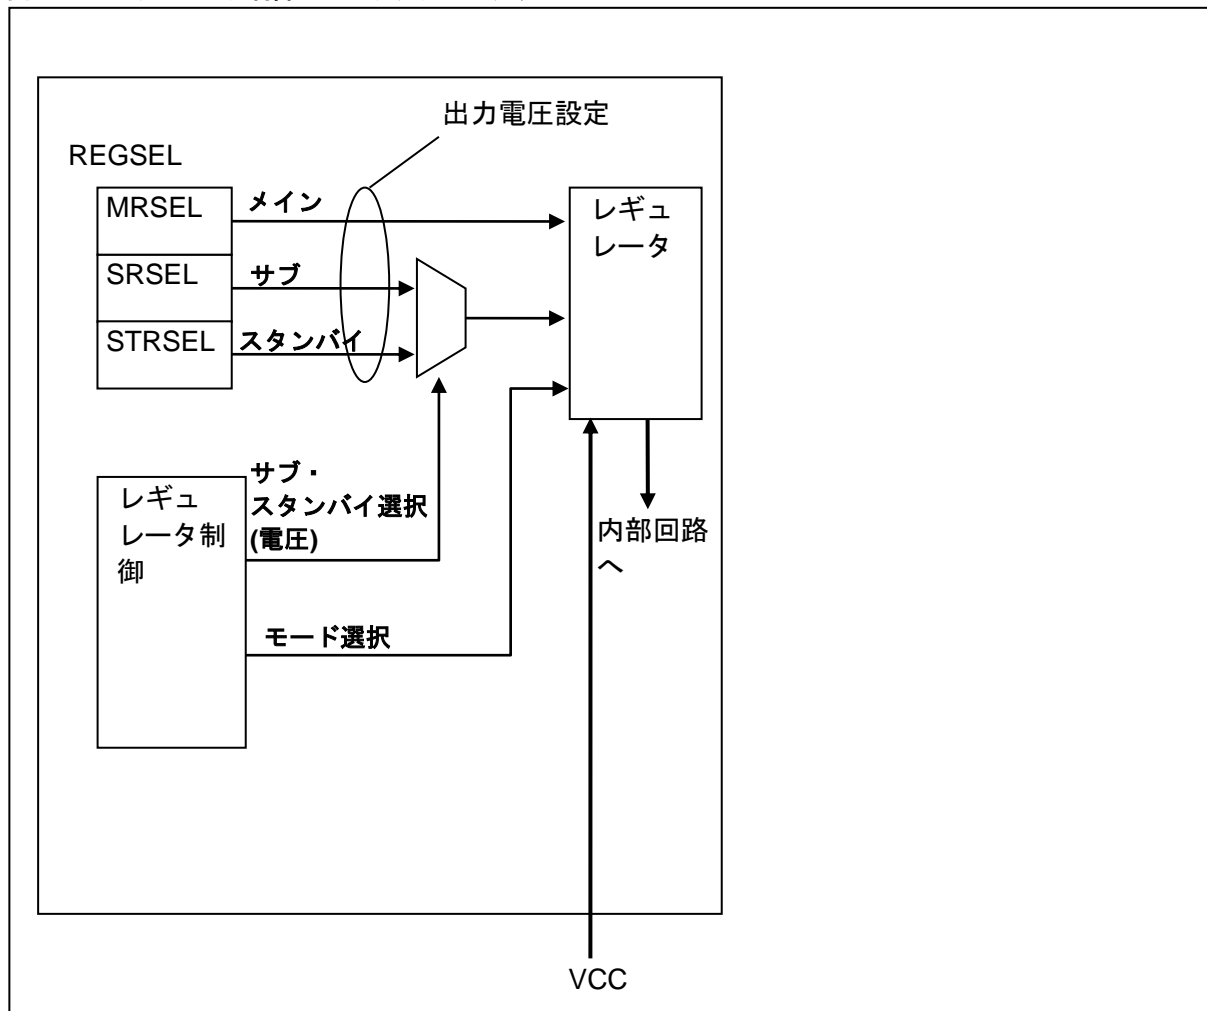 出力電圧設定
REGSEL
MRSEL
メイン
レギュ
レータ
SRSEL
サブ
STRSEL
スタンバイ
サブ・
スタンバイ選択
(電圧)
レギュ
レータ制
御
内部回路
へ
モード選択
VCC